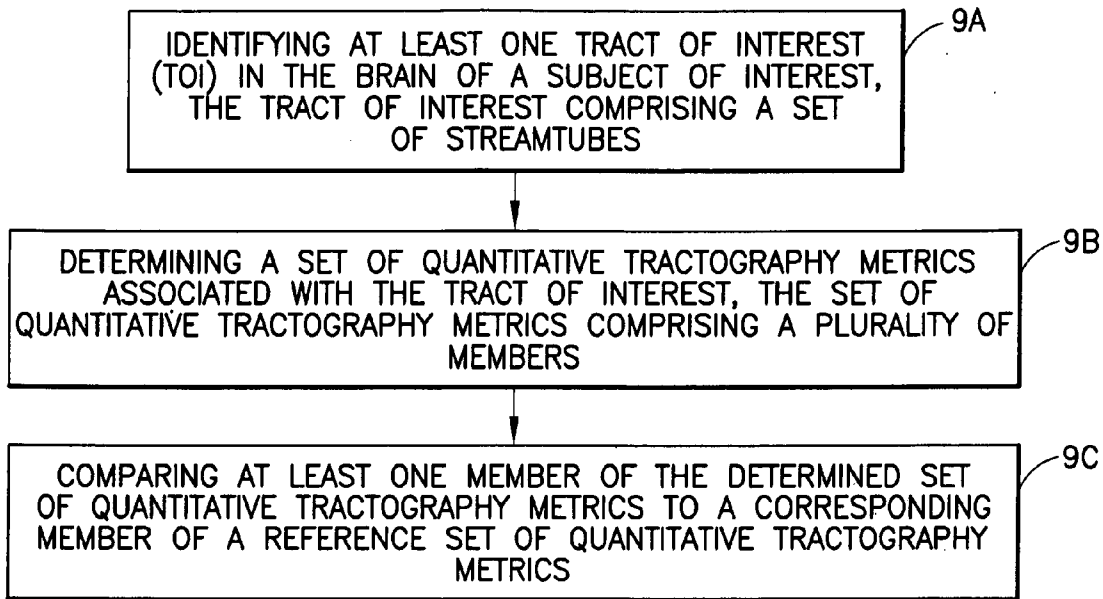 IDENTIFYING AT LEAST ONE TRACT OF INTEREST
(TOI) IN THE BRAIN OF A SUBJECT OF INTEREST,
THE TRACT OF INTEREST COMPRISING A SET
OF STREAMTUBES
9A
DETERMINING A SET OF QUANTITATIVE TRACTOGRAPHY METRICS
ASSOCIATED WITH THE TRACT OF INTEREST, THE SET OF
QUANTITATIVE TRACTOGRAPHY METRICS COMPRISING A PLURALITY OF
MEMBERS
9B
COMPARING AT LEAST ONE MEMBER OF THE DETERMINED SET
OF QUANTITATIVE TRACTOGRAPHY METRICS TO A CORRESPONDING
MEMBER OF A REFERENCE SET OF QUANTITATIVE TRACTOGRAPHY
METRICS
9C